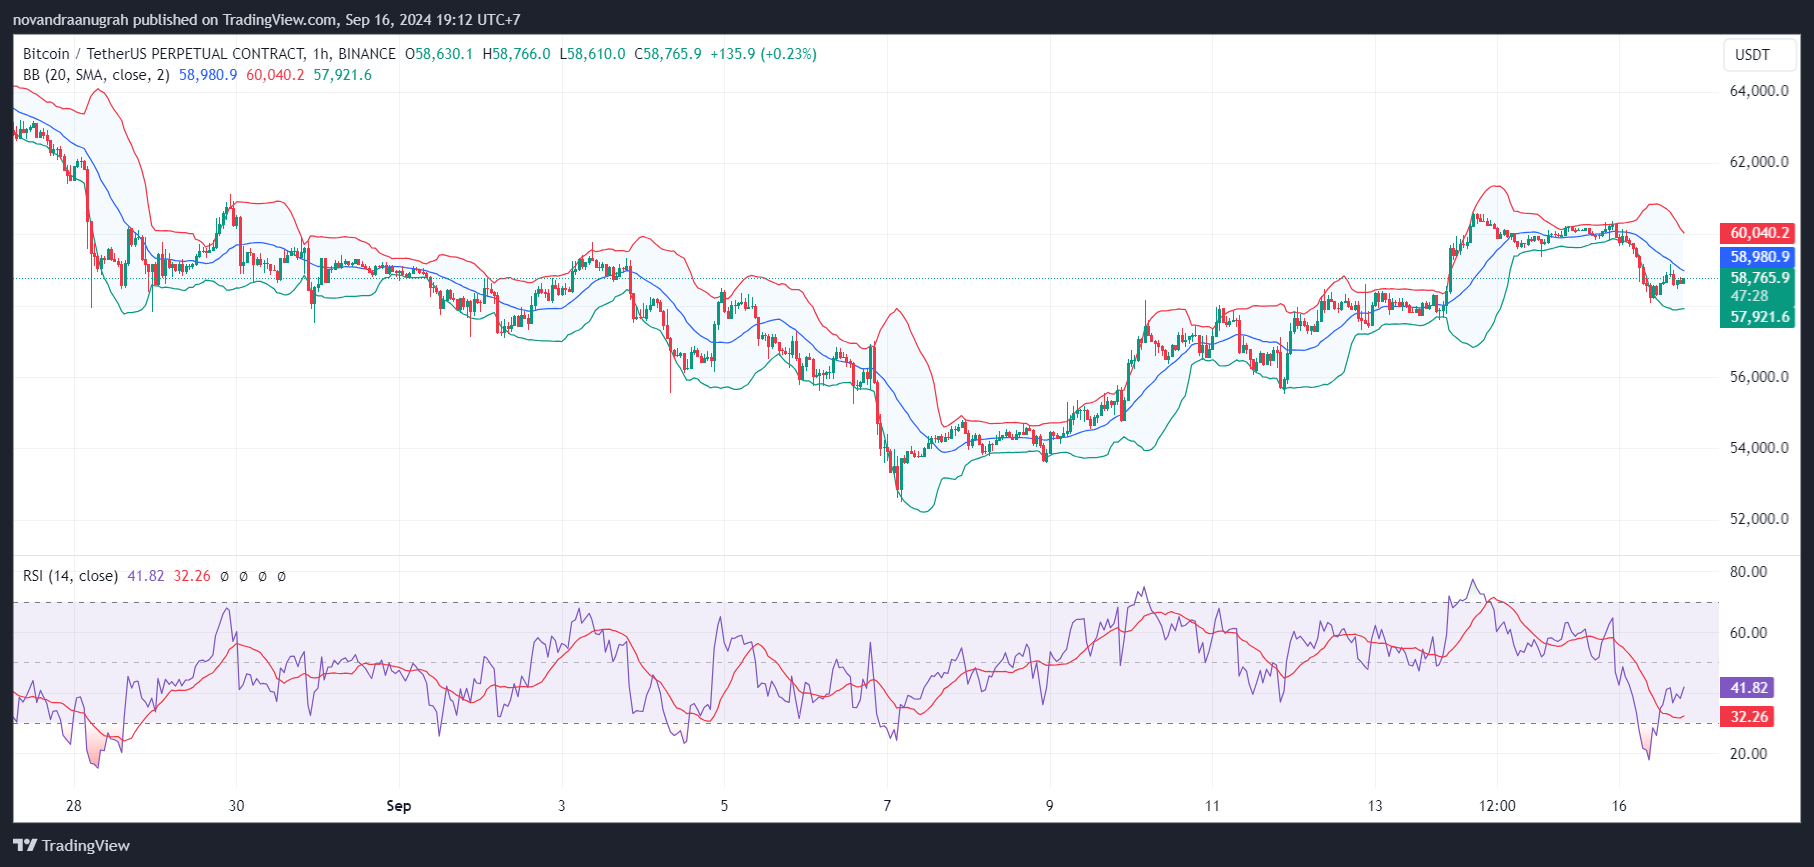 novandraanugrah published on TradingView.com, Sep 16, 2024 19:12 UTC+7
Bitcoin / TetherUS PERPETUAL CONTRACT, 1h, BINANCE O58,630.1 H58,766.0 L58,610.0 C58,765.9 +135.9 (+0.23%)
USDT
BB (20, SMA, close, 2) 58,980.9 60,040.2 57,921.6
64,000.0
62,000.0
60,040.2
58,980.9
58,765.9
47:28
57,921.6
56,000.0
54,000.0
52,000.0
RSI (14, close) 41.82 32.26 ∅ ∅ ∅ ∅
80.00
60.00
41.82
32.26
20.00
28 30 Sep 3 5 7 9 11 13 12:00 16
TradingView